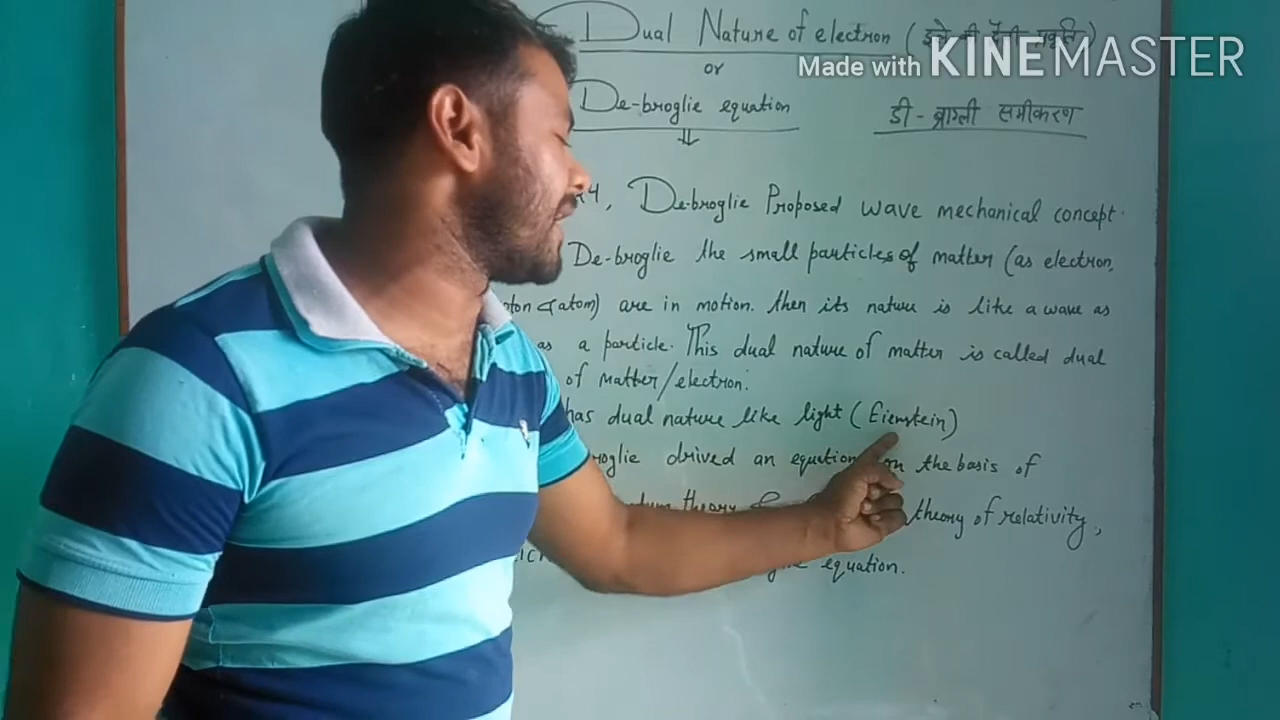 Dual Nature of electron (
Made with KINEMASTER
or
De-broglie equation डी - ब्राग्ली समीकरण
24, De-broglie Proposed wave mechanical concept.
De-broglie the small particles of matter (as electron,
& atom) are in motion. then its nature is like a wave as
as a particle. This dual nature of matter is called dual
of matter/electron.
has dual nature like light (Eienstein)
drived an equation on the basis of
theory theory of relativity,
equation.